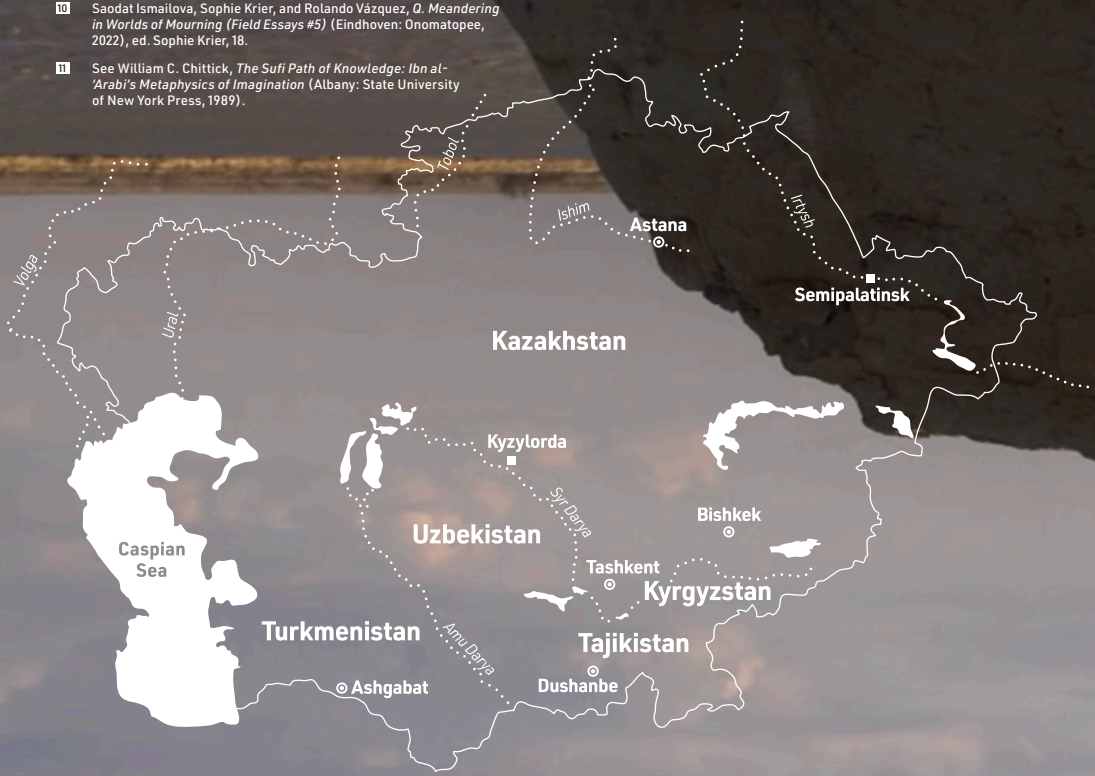 10 Saodat Ismailova, Sophie Krier, and Rolando Vázquez, Q. Meandering
in Worlds of Mourning (Field Essays #5) (Eindhoven: Onomatopee,
2022), ed. Sophie Krier, 18.
11 See William C. Chittick, The Sufi Path of Knowledge: Ibn al-
‘Arabi’s Metaphysics of Imagination (Albany: State University
of New York Press, 1989).
Tobol
Ishim
Irtysh
Astana
Volga
Semipalatinsk
Ural
Kazakhstan
Kyzylorda
Syr Darya
Bishkek
Uzbekistan
Caspian
Sea
Tashkent
Kyrgyzstan
Turkmenistan
Amu Darya
Tajikistan
Ashgabat
Dushanbe